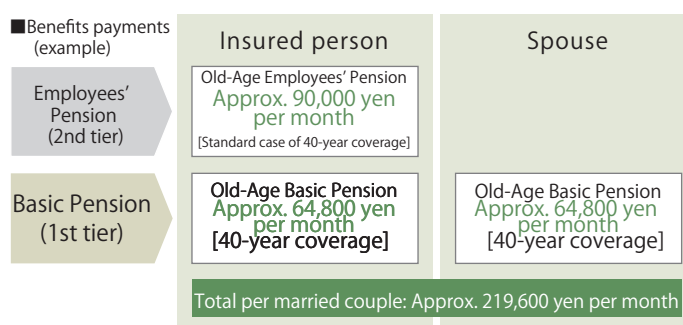 ■Benefits payments
(example)
Insured person
Spouse
Employees’
Pension
(2nd tier)
Old-Age Employees’ Pension
Approx. 90,000 yen
per month
[Standard case of 40-year coverage]
Basic Pension
(1st tier)
Old-Age Basic Pension
Approx. 64,800 yen
per month
[40-year coverage]
Old-Age Basic Pension
Approx. 64,800 yen
per month
[40-year coverage]
Total per married couple: Approx. 219,600 yen per month